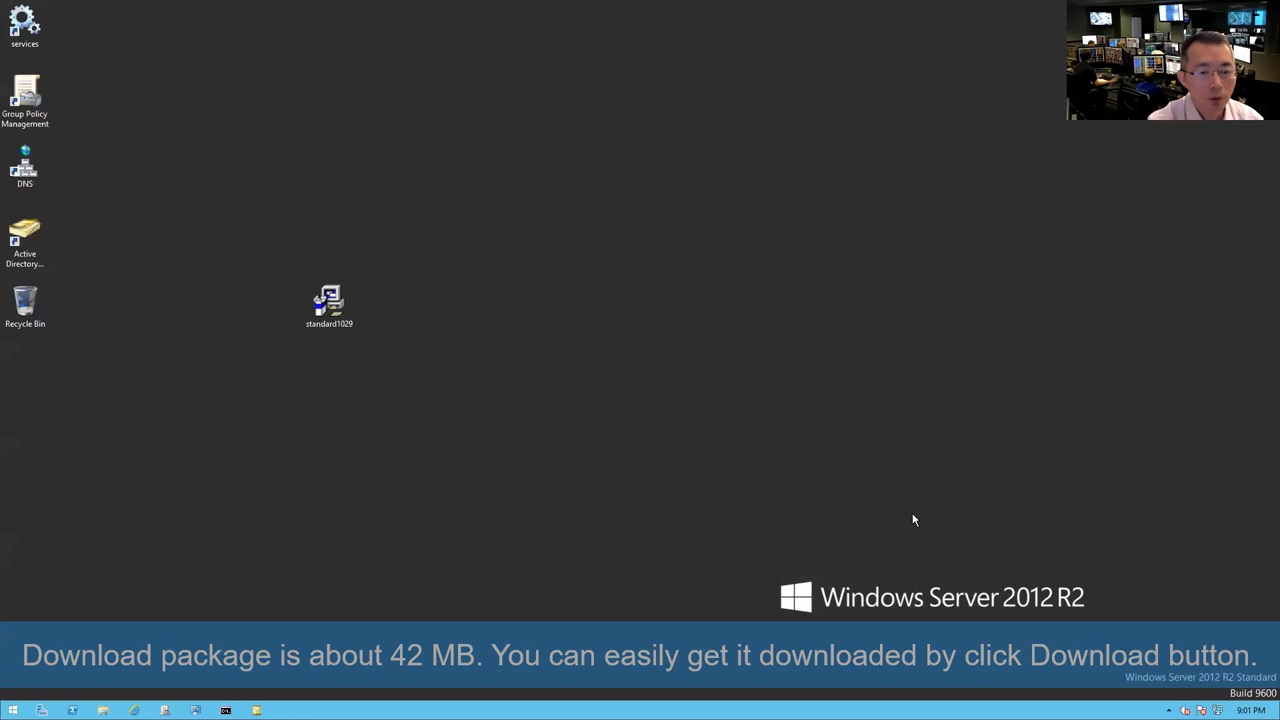 services
Group Policy
Management
DNS
Active
Directory...
Recycle Bin
standard1029
Windows Server 2012 R2
Download package is about 42 MB. You can easily get it downloaded by click Download button.
Windows Server 2012 R2 Standard
Build 9600
9:01 PM